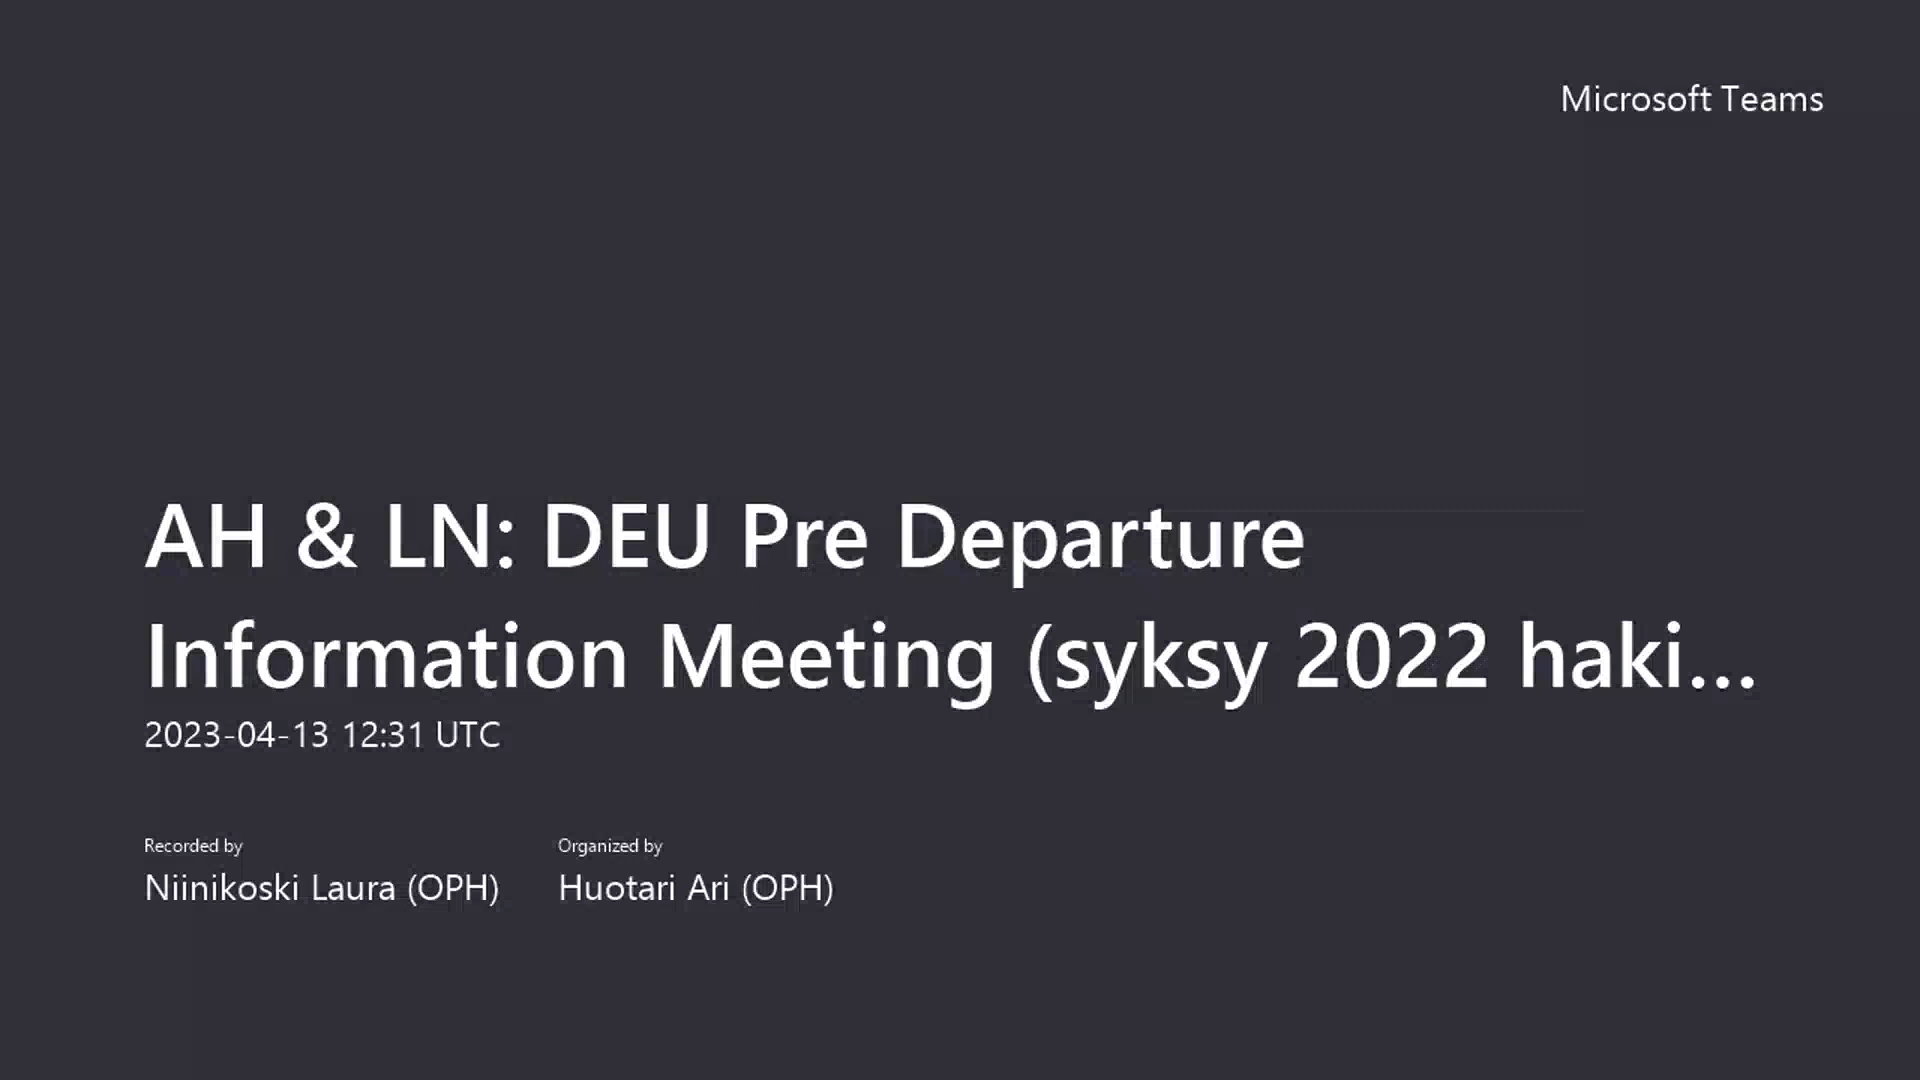 Microsoft Teams
AH & LN: DEU Pre Departure
Information Meeting (syksy 2022 haki...
2023-04-13 12:31 UTC
Recorded by
Organized by
Niinikoski Laura (OPH)
Huotari Ari (OPH)